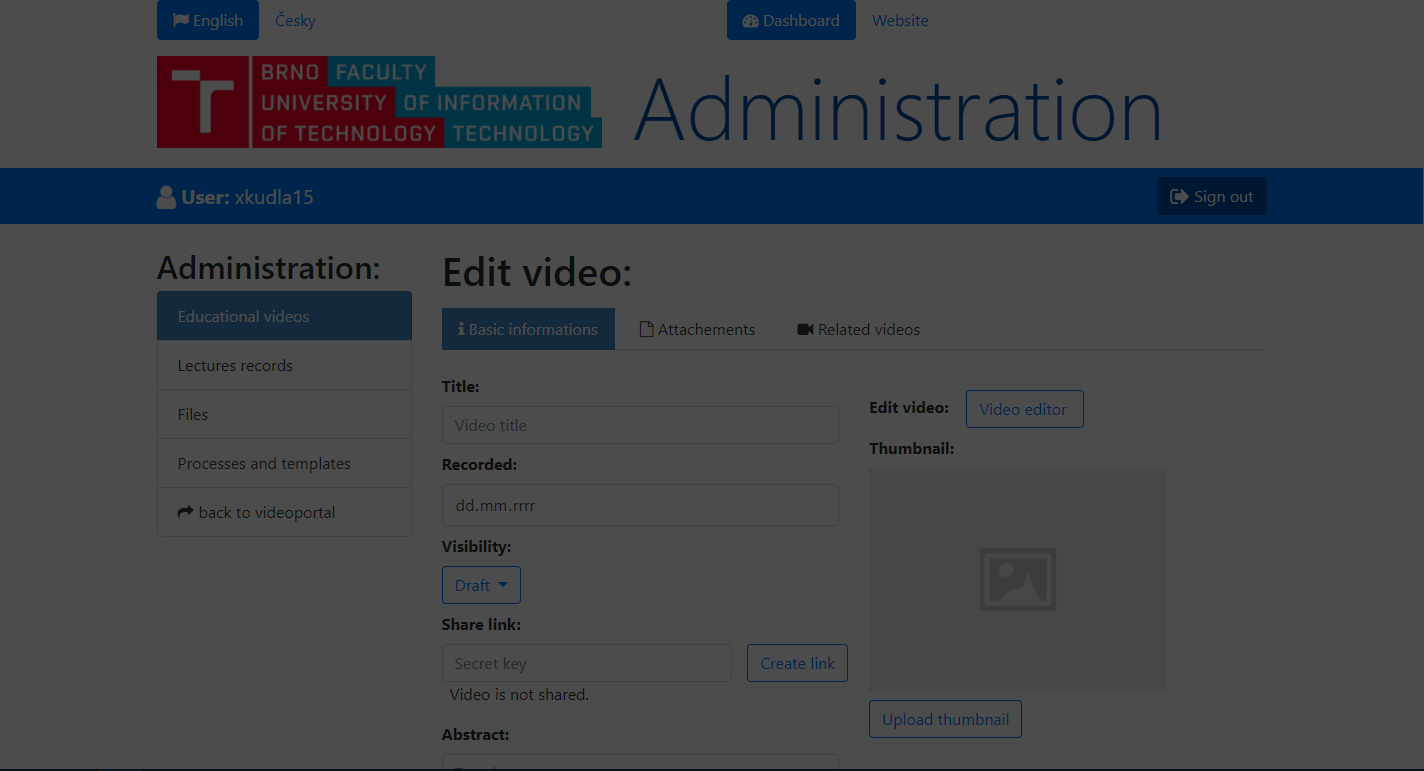 English Česky Dashboard Website
BRNO FACULTY
UNIVERSITY OF INFORMATION
OF TECHNOLOGY TECHNOLOGY
Administration
User: xkudla15 Sign out
Administration:
Educational videos
Lectures records
Files
Processes and templates
back to videoportal
Edit video:
Basic informations Attachements Related videos
Title:
Video title
Recorded:
dd.mm.rrrr
Visibility:
Draft
Share link:
Secret key Create link
Video is not shared.
Abstract:
Edit video: Video editor
Thumbnail:
Upload thumbnail